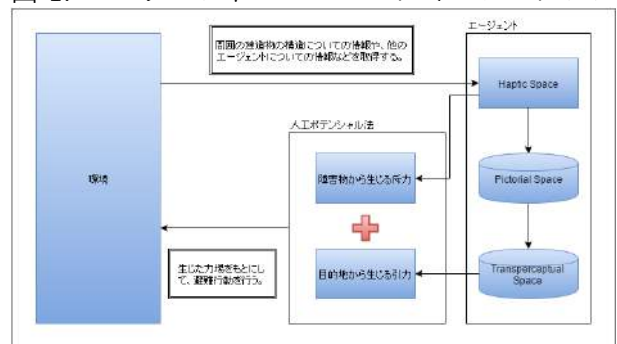 エージェント
周囲の建造物の構造についての情報や、他の
エージェントについての情報などを取得する。
Haptic Space
人工ポテンシャル法
環境
障害物から生じる斥力
Pictorial Space
生じた力場をもとにし
て、避難行動を行う。
目的地から生じる引力
Transperceptual
Space